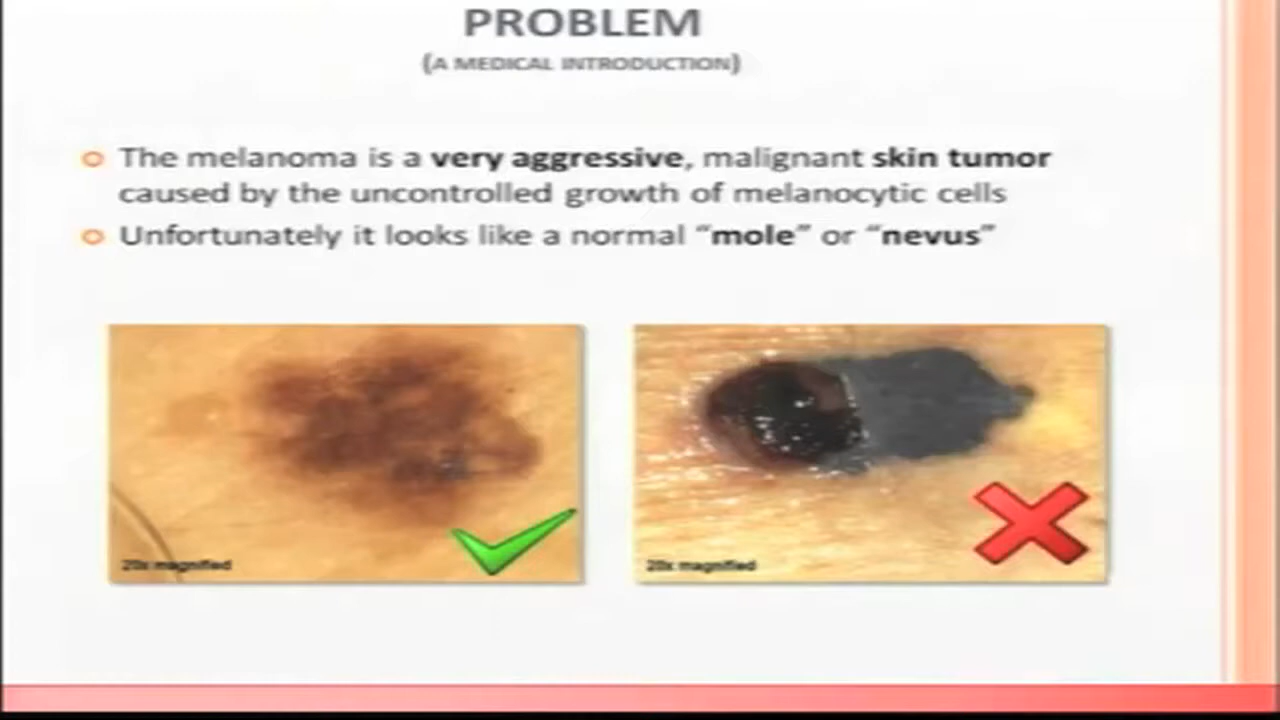 PROBLEM
(A MEDICAL INTRODUCTION)
The melanoma is a very aggressive, malignant skin tumor
caused by the uncontrolled growth of melanocytic cells
Unfortunately it looks like a normal “mole” or “nevus”
20x magnified
20x magnified